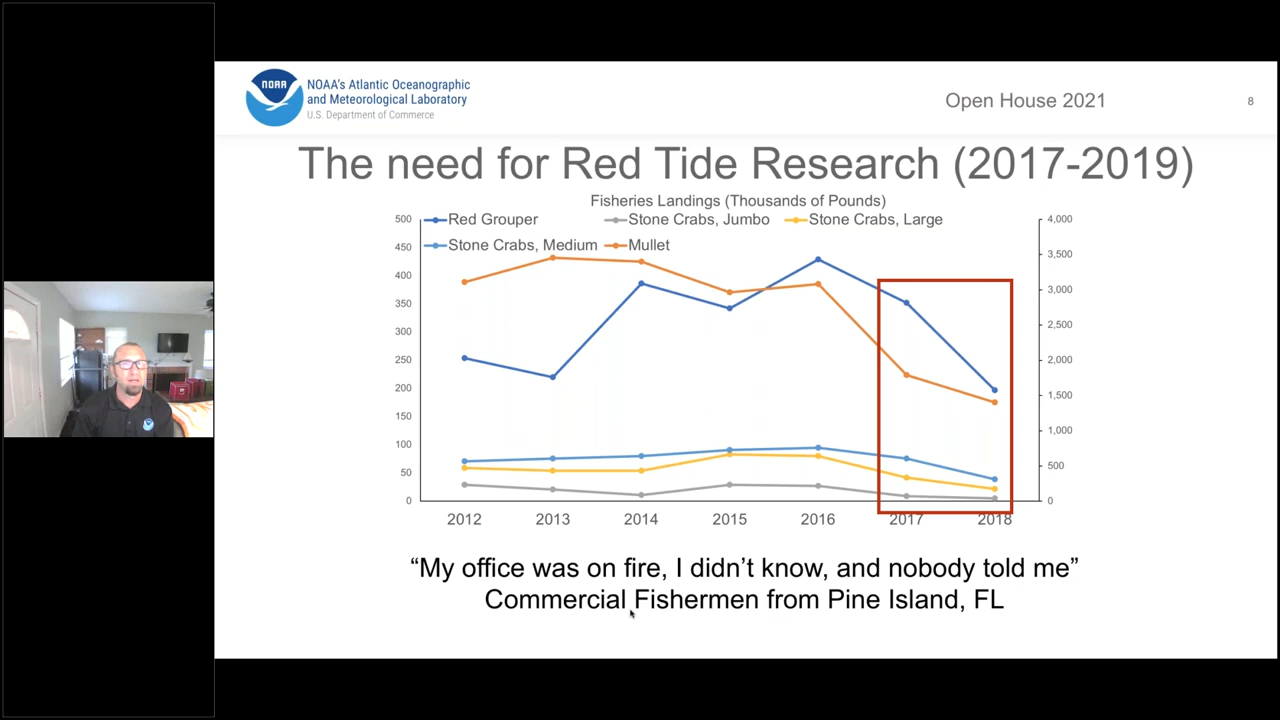 NOAA
NOAA's Atlantic Oceanographic
and Meteorological Laboratory
U.S. Department of Commerce
Open House 2021
8
The need for Red Tide Research (2017-2019)
Fisheries Landings (Thousands of Pounds)
Red Grouper
Stone Crabs, Jumbo
Stone Crabs, Large
Stone Crabs, Medium
Mullet
500
450
400
350
300
250
200
150
100
50
0
4,000
3,500
3,000
2,500
2,000
1,500
1,000
500
0
2012 2013 2014 2015 2016 2017 2018
“My office was on fire, I didn’t know, and nobody told me”
Commercial Fishermen from Pine Island, FL